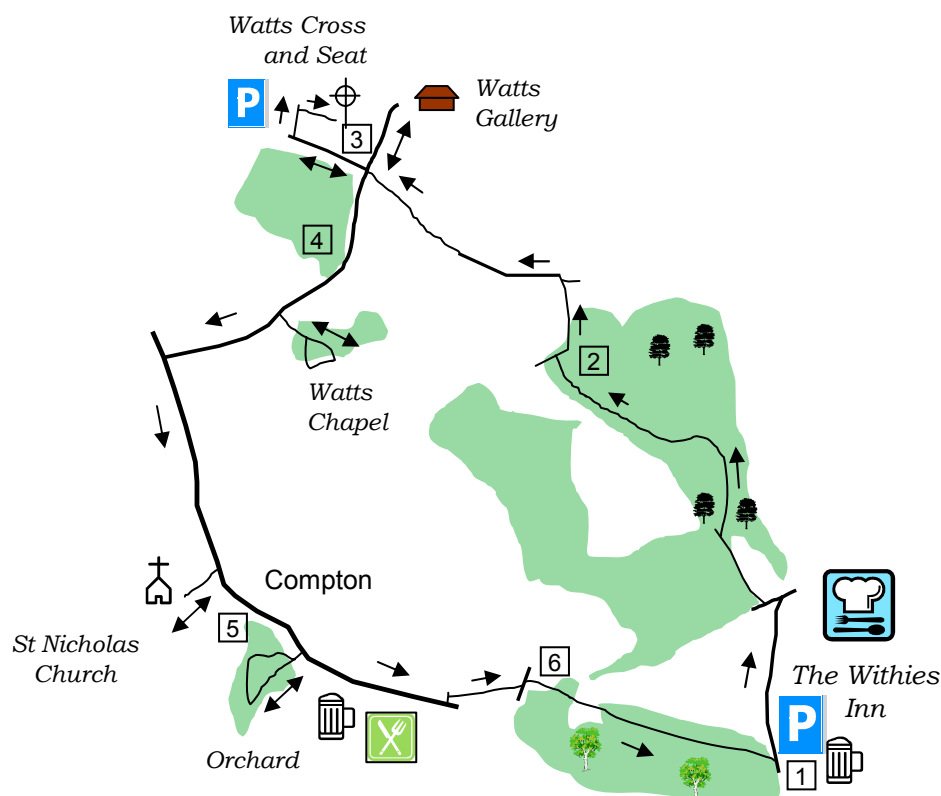 Watts Cross
and Seat
P
Watts
Gallery
3
4
2
Watts
Chapel
Compton
St Nicholas
Church
5
6
The Withies
Inn
P
Orchard
1